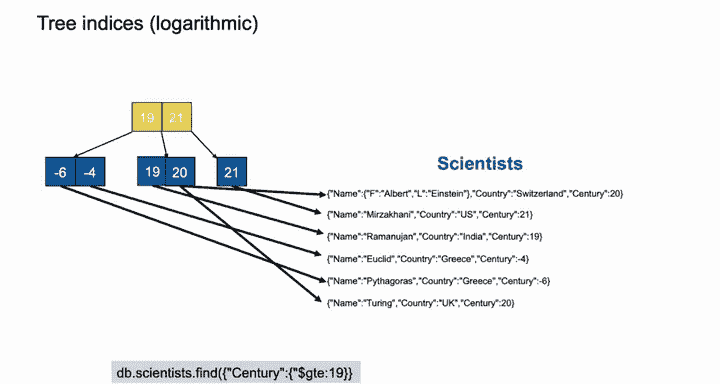 Tree indices (logarithmic)
19 21
-6 -4 19 20 21
Scientists
{"Name":{"F":"Albert","L":"Einstein"},"Country":"Switzerland","Century":20}
{"Name":"Mirzakhani","Country":"US","Century":21}
{"Name":"Ramanujan","Country":"India","Century":19}
{"Name":"Euclid","Country":"Greece","Century":-4}
{"Name":"Pythagoras","Country":"Greece","Century":-6}
{"Name":"Turing","Country":"UK","Century":20}
db.scientists.find({"Century":{"$gte:19}}